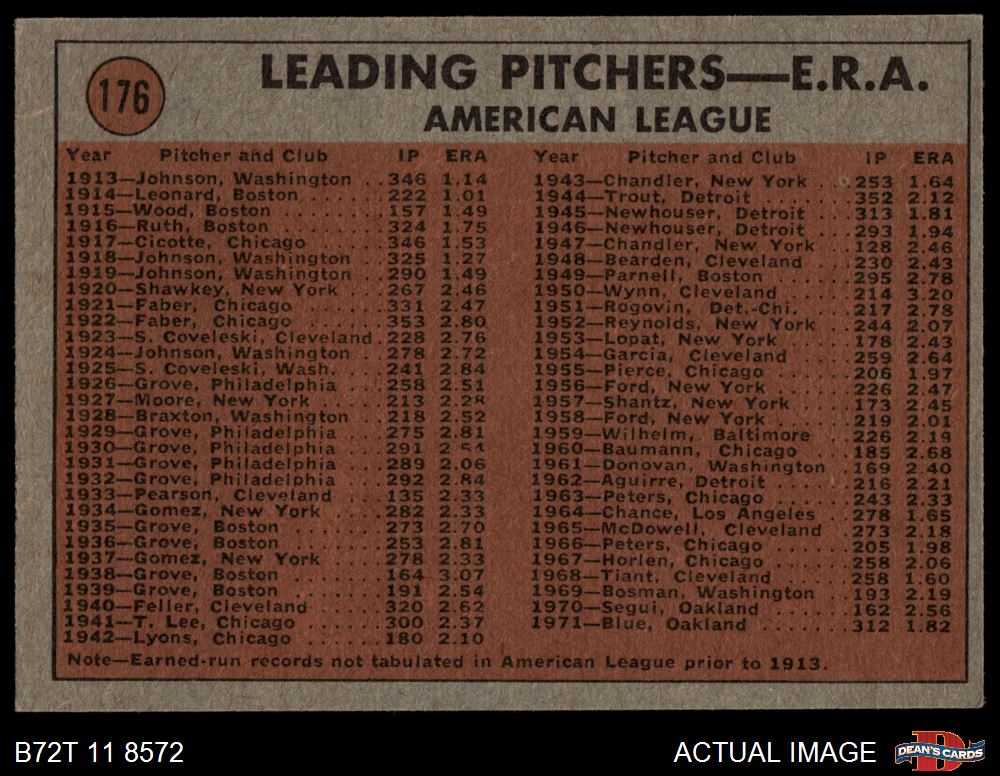 176
LEADING PITCHERS—E.R.A.
AMERICAN LEAGUE
Year Pitcher and Club IP ERA
1913—Johnson, Washington ..346 1.14
1914—Leonard, Boston ......222 1.01
1915—Wood, Boston ........157 1.49
1916—Ruth, Boston ........324 1.75
1917—Cicotte, Chicago .....346 1.53
1918—Johnson, Washington ..325 1.27
1919—Johnson, Washington ..290 1.49
1920—Shawkey, New York ...267 2.46
1921—Faber, Chicago ......331 2.47
1922—Faber, Chicago ......353 2.80
1923—S. Coveleski, Cleveland.228 2.76
1924—Johnson, Washington ..278 2.72
1925—S. Coveleski, Wash. ...241 2.84
1926—Grove, Philadelphia ...258 2.51
1927—Moore, New York .....213 2.28
1928—Braxton, Washington ..218 2.52
1929—Grove, Philadelphia ...275 2.81
1930—Grove, Philadelphia ...291 2.54
1931—Grove, Philadelphia ...289 2.06
1932—Grove, Philadelphia ...292 2.84
1933—Pearson, Cleveland ...135 2.33
1934—Gomez, New York ....282 2.33
1935—Grove, Boston .......273 2.70
1936—Grove, Boston .......253 2.81
1937—Gomez, New York ....278 2.33
1938—Grove, Boston .......164 3.07
1939—Grove, Boston .......191 2.54
1940—Feller, Cleveland .....320 2.62
1941—T. Lee, Chicago ......300 2.37
1942—Lyons, Chicago ......180 2.10
Year Pitcher and Club IP ERA
1943—Chandler, New York ...253 1.64
1944—Trout, Detroit ........352 2.12
1945—Newhouser, Detroit ...313 1.81
1946—Newhouser, Detroit ...293 1.94
1947—Chandler, New York ...128 2.46
1948—Bearden, Cleveland ...230 2.43
1949—Parnell, Boston ......295 2.78
1950—Wynn, Cleveland .....214 3.20
1951—Rogovin, Det.-Chi. ....217 2.78
1952—Reynolds, New York ..244 2.07
1953—Lopat, New York .....178 2.43
1954—Garcia, Cleveland ....259 2.64
1955—Pierce, Chicago ......206 1.97
1956—Ford, New York ......226 2.47
1957—Shantz, New York ....173 2.45
1958—Ford, New York ......219 2.01
1959—Wilhelm, Baltimore ...226 2.19
1960—Baumann, Chicago ....185 2.68
1961—Donovan, Washington .169 2.40
1962—Aguirre, Detroit ......216 2.21
1963—Peters, Chicago ......243 2.33
1964—Chance, Los Angeles ..278 1.65
1965—McDowell, Cleveland ..273 2.18
1966—Peters, Chicago ......205 1.98
1967—Horlen, Chicago ......258 2.06
1968—Tiant, Cleveland .....258 1.60
1969—Bosman, Washington ..193 2.19
1970—Segui, Oakland ......162 2.56
1971—Blue, Oakland .......312 1.82
Note—Earned-run records not tabulated in American League prior to 1913.
B72T 11 8572
ACTUAL IMAGE
DEAN'S CARDS